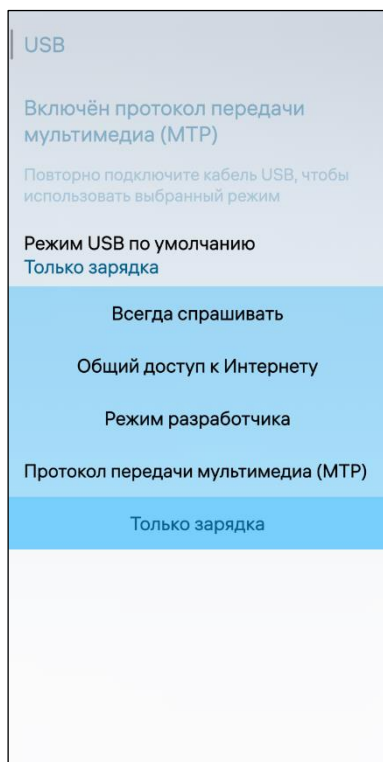 USB
Включён протокол передачи
мультимедиа (MTP)
Повторно подключите кабель USB, чтобы
использовать выбранный режим
Режим USB по умолчанию
Только зарядка
Всегда спрашивать
Общий доступ к Интернету
Режим разработчика
Протокол передачи мультимедиа (MTP)
Только зарядка